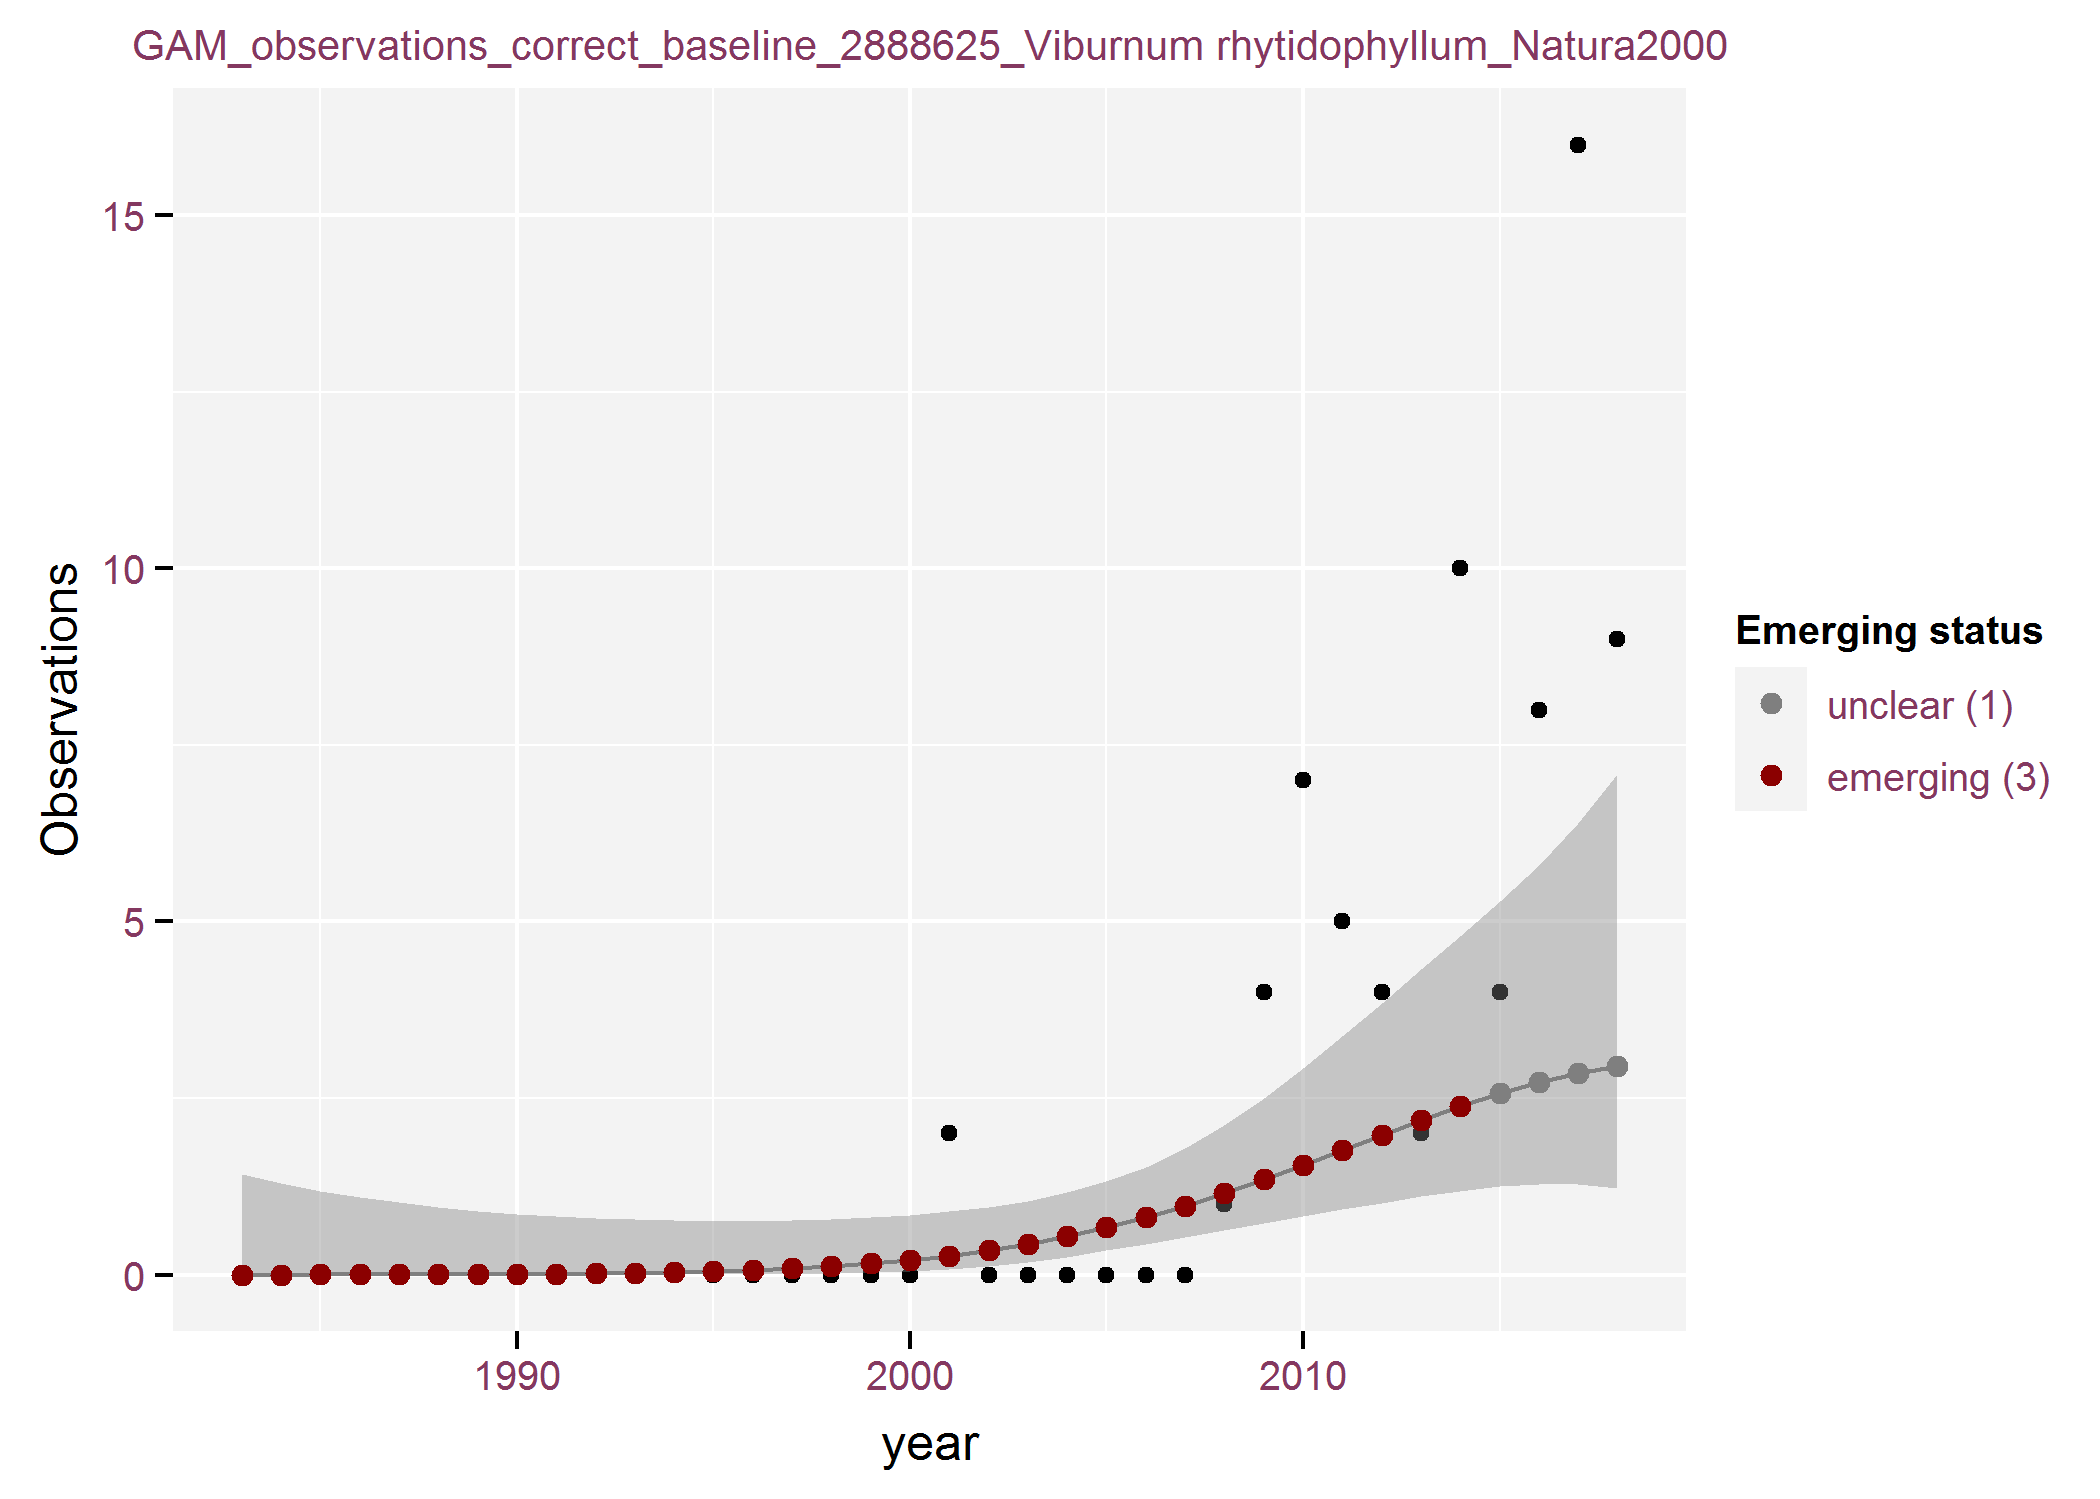 GAM_observations_correct_baseline_2888625_Viburnum rhytidophyllum_Natura2000
15
10
5
0
Observations
1990
2000
2010
year
Emerging status
unclear (1)
emerging (3)